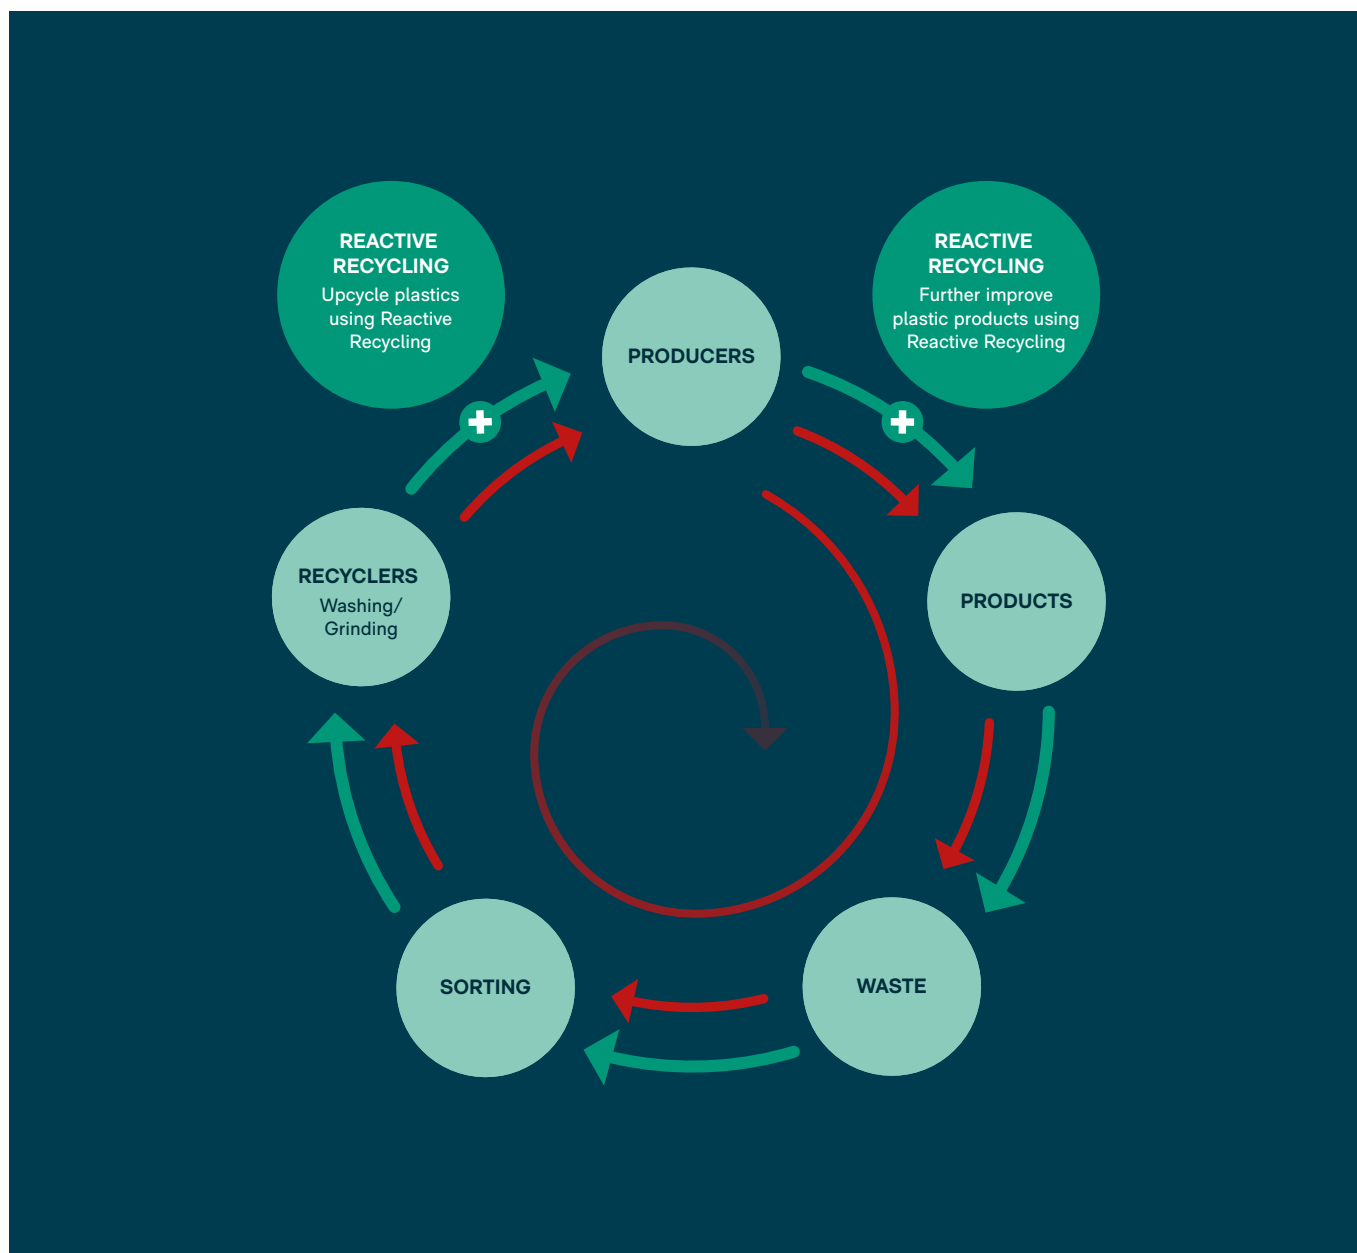 REACTIVE
RECYCLING
Upcycle plastics
using Reactive
Recycling
REACTIVE
RECYCLING
Further improve
plastic products using
Reactive Recycling
PRODUCERS
RECYCLERS
Washing/
Grinding
PRODUCTS
SORTING
WASTE